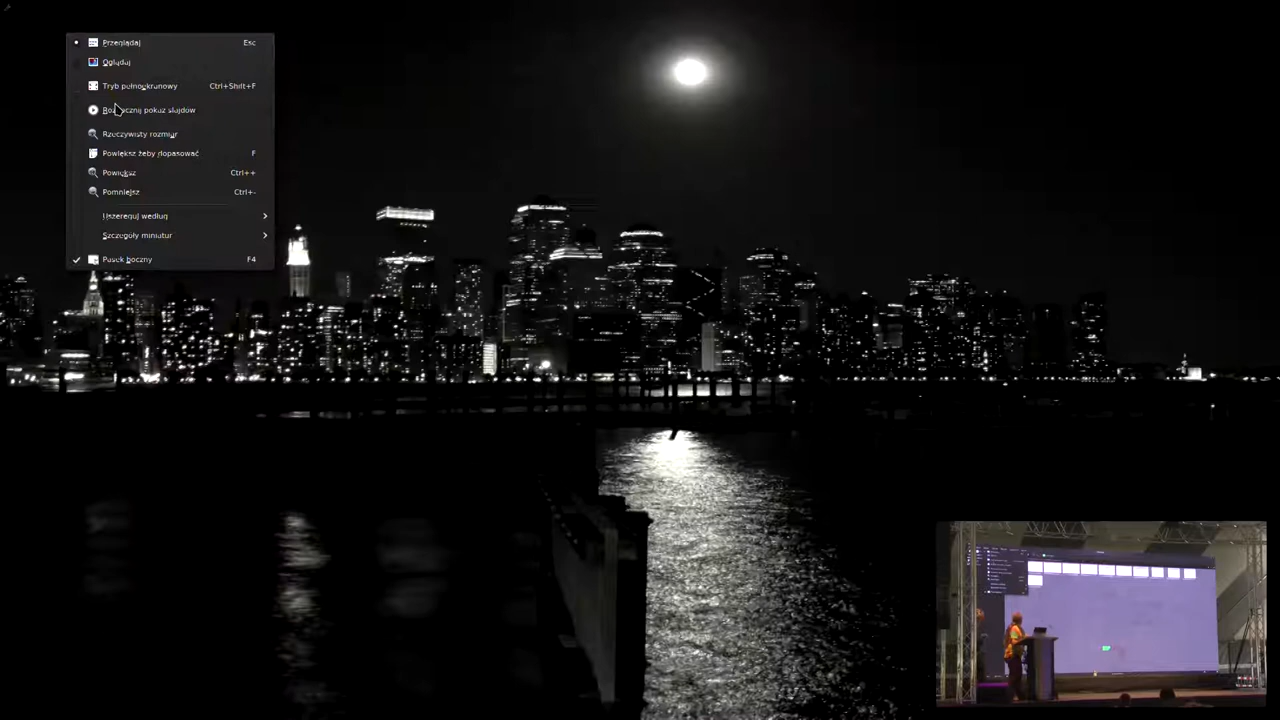 Przeglądaj Esc
Oglądaj
Tryb pełnoekranowy Ctrl+Shift+F
Rozpocznij pokaz slajdów
Rzeczywisty rozmiar
Powiększ żeby dopasować F
Powiększ Ctrl++
Pomniejsz Ctrl+-
Uszereguj według
Szczegóły miniatur
Pasek boczny F4